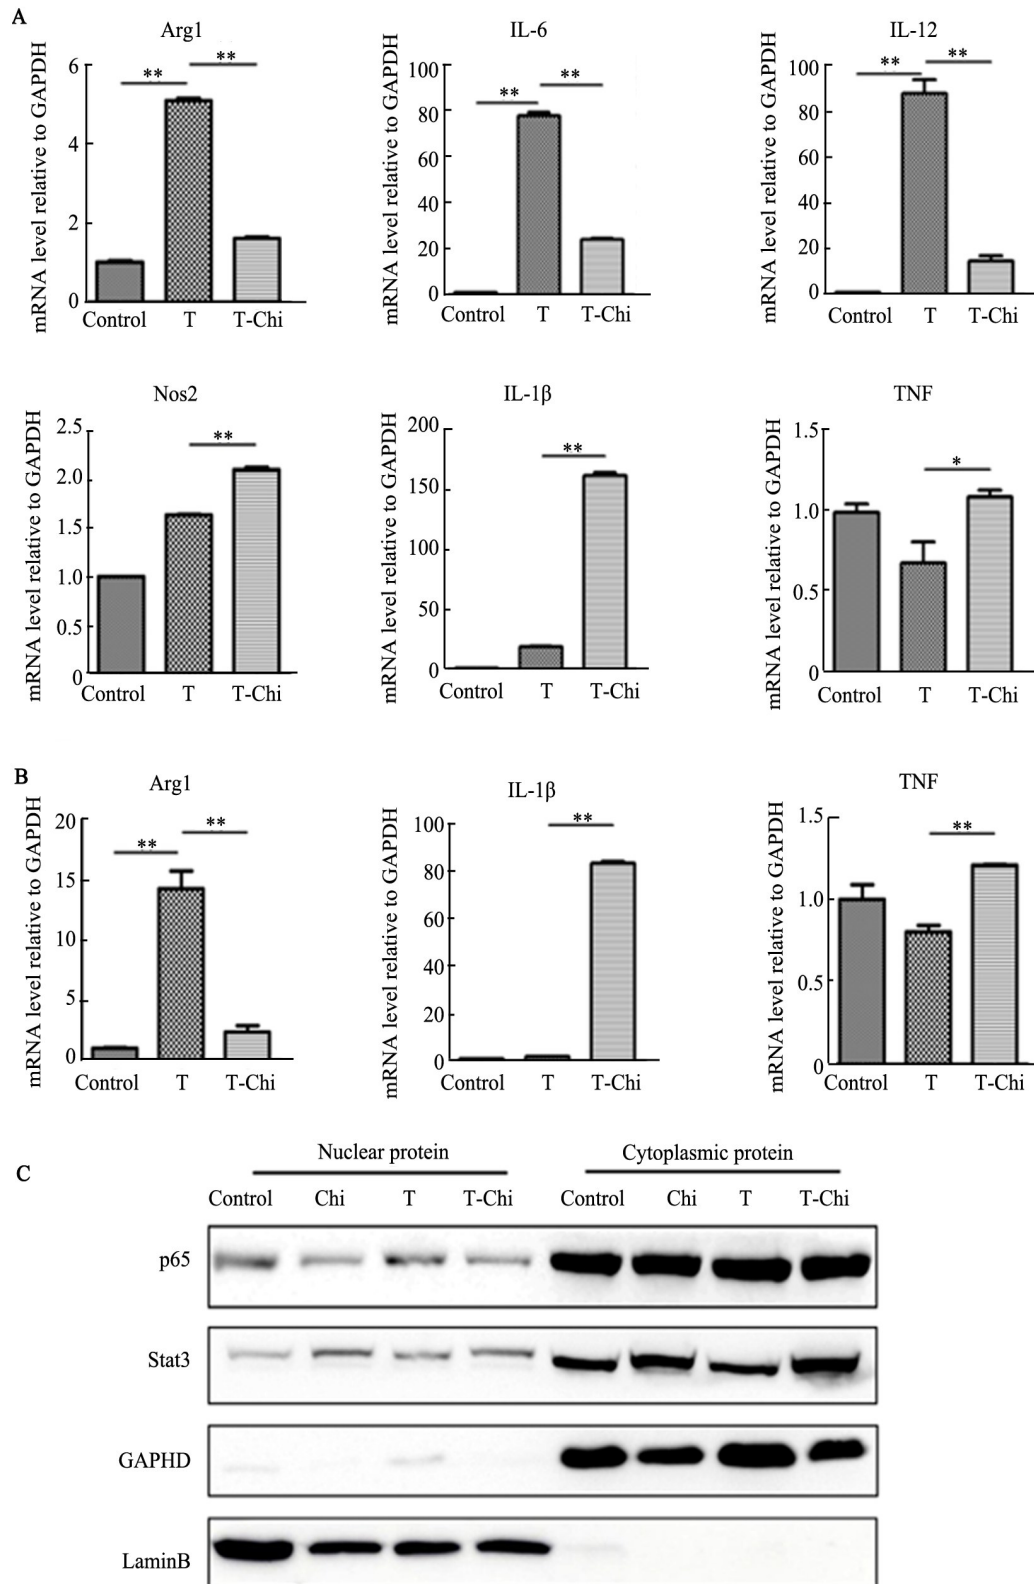 A
Arg1
mRNA level relative to GAPDH
6
4
2
0
**
**
Control T T-Chi
IL-6
mRNA level relative to GAPDH
100
80
60
40
20
0
**
**
Control T T-Chi
IL-12
mRNA level relative to GAPDH
100
80
60
40
20
0
**
**
Control T T-Chi
Nos2
mRNA level relative to GAPDH
2.5
2.0
1.5
1.0
0.5
0
**
Control T T-Chi
IL-1β
mRNA level relative to GAPDH
200
150
100
50
0
**
Control T T-Chi
TNF
mRNA level relative to GAPDH
1.5
1.0
0.5
0
*
Control T T-Chi
B
Arg1
mRNA level relative to GAPDH
20
15
10
5
0
**
**
Control T T-Chi
IL-1β
mRNA level relative to GAPDH
100
80
60
40
20
0
**
Control T T-Chi
TNF
mRNA level relative to GAPDH
1.5
1.0
0.5
0
**
Control T T-Chi
C
Nuclear protein Cytoplasmic protein
Control Chi T T-Chi Control Chi T T-Chi
p65
Stat3
GAPHD
LaminB